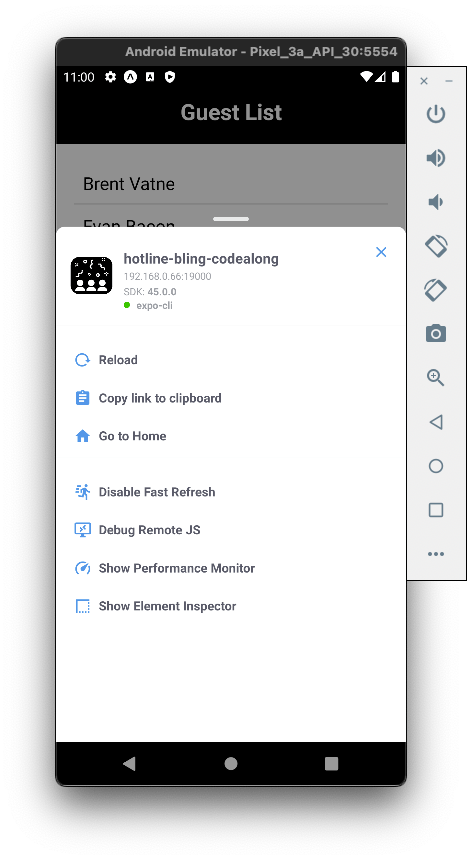 Android Emulator - Pixel_3a_API_30:5554
11:00
Guest List
Brent Vatne
Evan Bacon
hotline-bling-codealong
192.168.0.66:19000
SDK: 45.0.0
expo-cli
Reload
Copy link to clipboard
Go to Home
Disable Fast Refresh
Debug Remote JS
Show Performance Monitor
Show Element Inspector